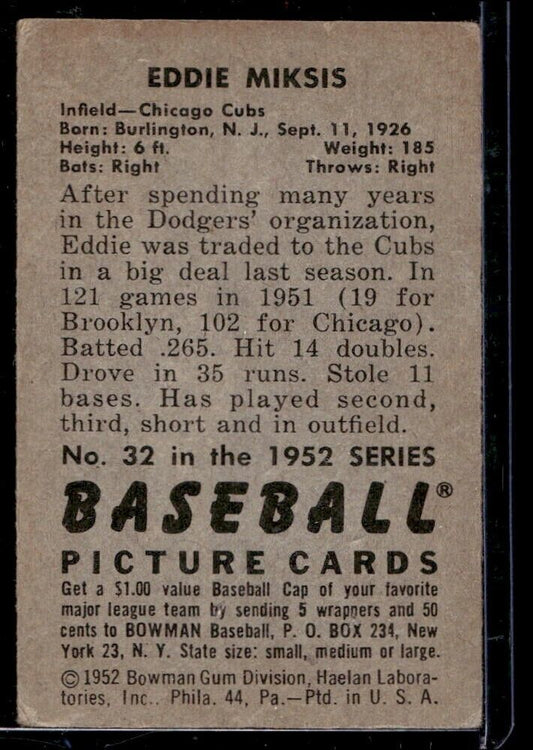 EDDIE MIKSIS
Infield—Chicago Cubs
Born: Burlington, N. J., Sept. 11, 1926
Height: 6 ft. Weight: 185
Bats: Right Throws: Right
After spending many years
in the Dodgers' organization,
Eddie was traded to the Cubs
in a big deal last season. In
121 games in 1951 (19 for
Brooklyn, 102 for Chicago).
Batted .265. Hit 14 doubles.
Drove in 35 runs. Stole 11
bases. Has played second,
third, short and in outfield.
No. 32 in the 1952 SERIES
BASEBALL®
PICTURE CARDS
Get a $1.00 value Baseball Cap of your favorite
major league team by sending 5 wrappers and 50
cents to BOWMAN Baseball, P. O. BOX 234, New
York 23, N. Y. State size: small, medium or large.
©1952 Bowman Gum Division, Haelan Labora-
tories, Inc., Phila. 44, Pa.—Ptd. in U. S. A.